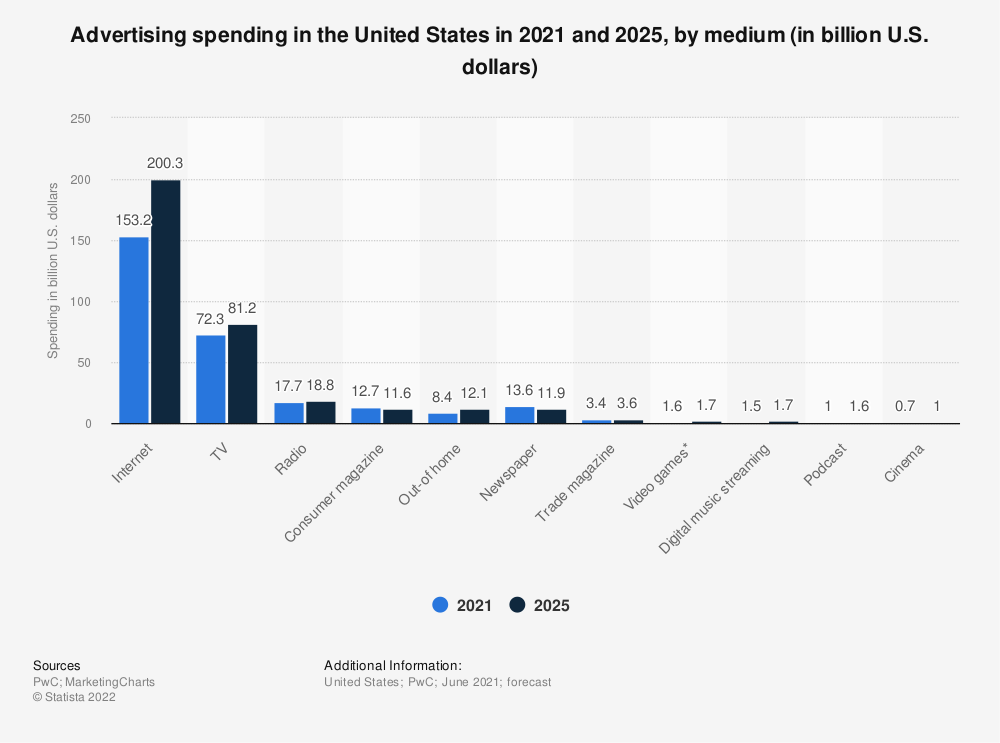 Advertising spending in the United States in 2021 and 2025, by medium (in billion U.S.
dollars)
Spending in billion U.S. dollars
250
200
150
100
50
0
153.2
200.3
72.3
81.2
17.7
18.8
12.7
11.6
8.4
12.1
13.6
11.9
3.4
3.6
1.6
1.7
1.5
1.7
1
1.6
0.7
1
Internet
TV
Radio
Consumer magazine
Out-of home
Newspaper
Trade magazine
Video games*
Digital music streaming
Podcast
Cinema
2021
2025
Sources
PwC; MarketingCharts
© Statista 2022
Additional Information:
United States; PwC; June 2021; forecast